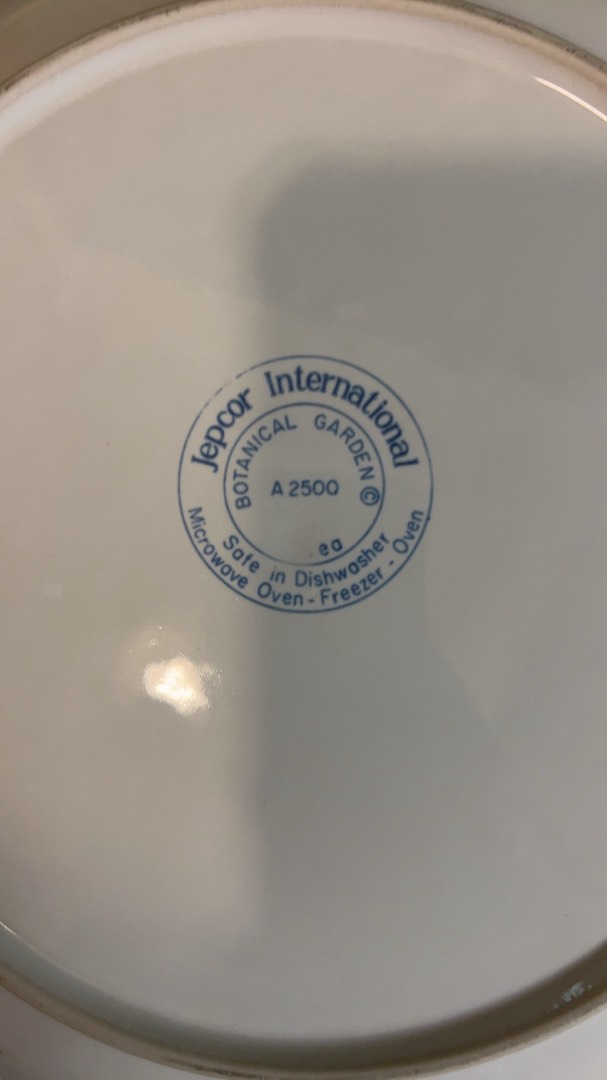 Jepcor International
BOTANICAL GARDEN ©
A 2500
ea
Safe in Dishwasher
Microwave Oven - Freezer - Oven